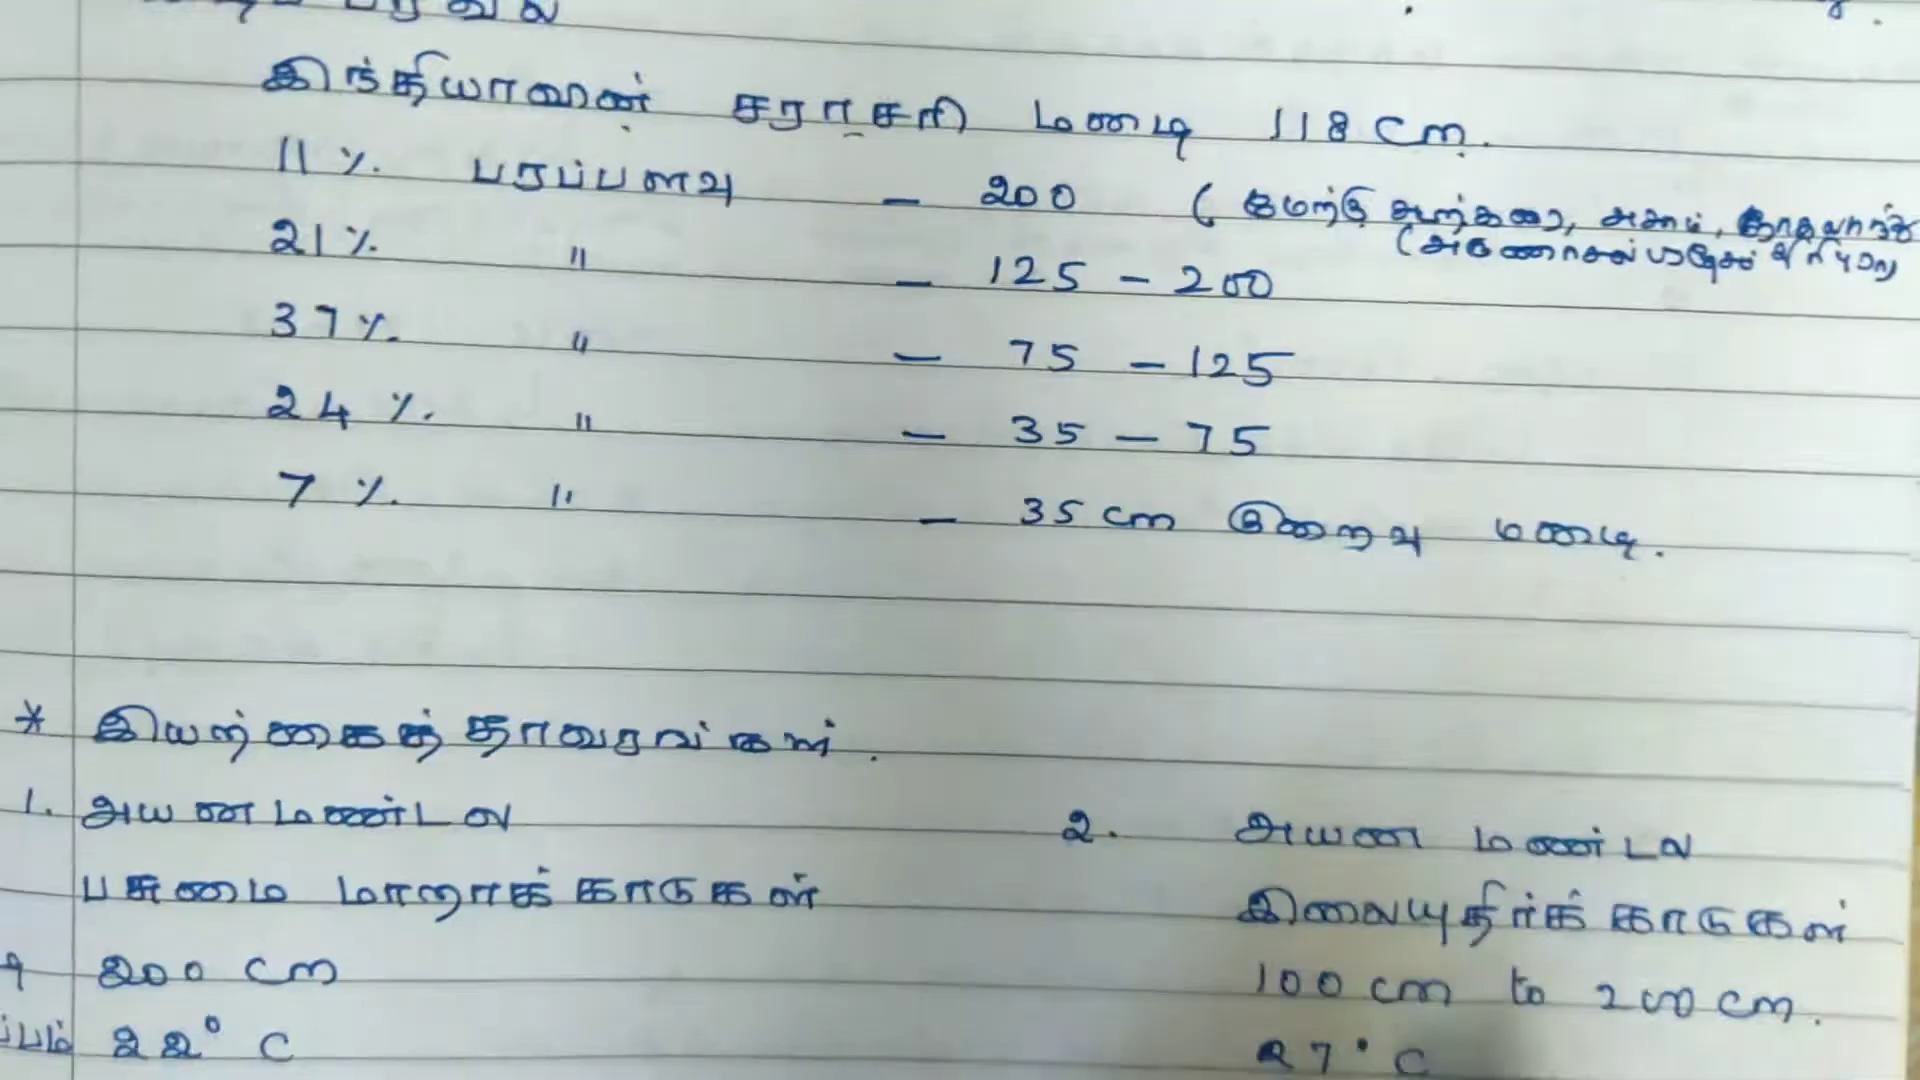 பரவல்
இந்தியாவின் சராசரி மழை 118 cm.
11 %. பரப்பளவு - 200 ( மேற்கு கடற்கரை, அசாம், மேகாலயா
(அருணாசல பிரதேசம்
21 %. " - 125 - 200
37 %. " - 75 - 125
24 %. " - 35 - 75
7 %. " - 35 cm குறைவு மழை.
* இயற்கைத் தாவரங்கள்.
1. அயன மண்டல
பசுமை மாறாக் காடுகள்
200 cm
22° C
2. அயன மண்டல
இலையுதிர்க் காடுகள்
100 cm to 200 cm.
27° C